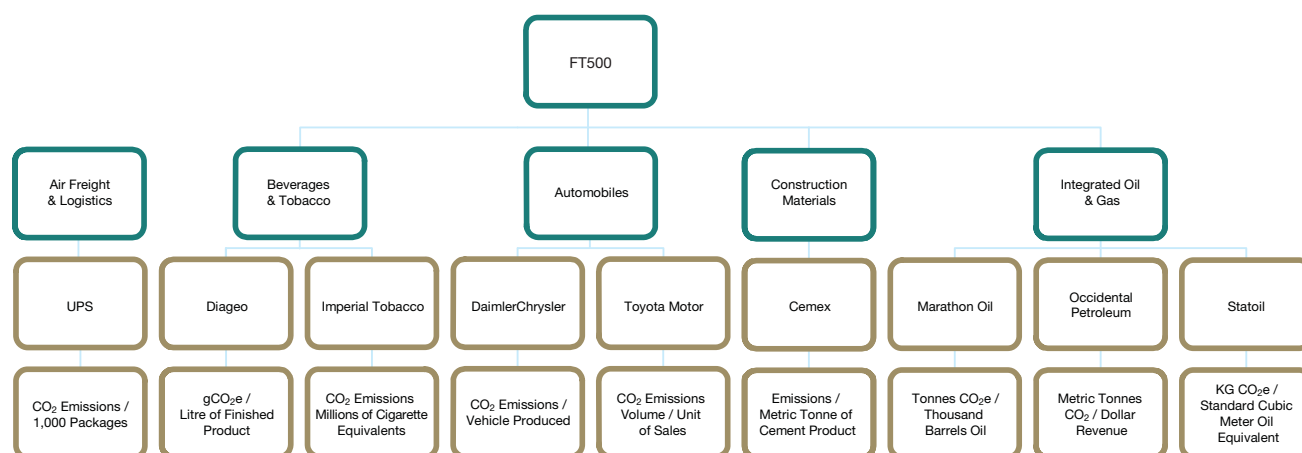 FT500
Air Freight
& Logistics
Beverages
& Tobacco
Automobiles
Construction
Materials
Integrated Oil
& Gas
UPS
Diageo
Imperial Tobacco
DaimlerChrysler
Toyota Motor
Cemex
Marathon Oil
Occidental
Petroleum
Statoil
CO₂ Emissions /
1,000 Packages
gCO₂e /
Litre of Finished
Product
CO₂ Emissions
Millions of Cigarette
Equivalents
CO₂ Emissions /
Vehicle Produced
CO₂ Emissions
Volume / Unit
of Sales
Emissions /
Metric Tonne of
Cement Product
Tonnes CO₂e /
Thousand
Barrels Oil
Metric Tonnes
CO₂ / Dollar
Revenue
KG CO₂e /
Standard Cubic
Meter Oil
Equivalent